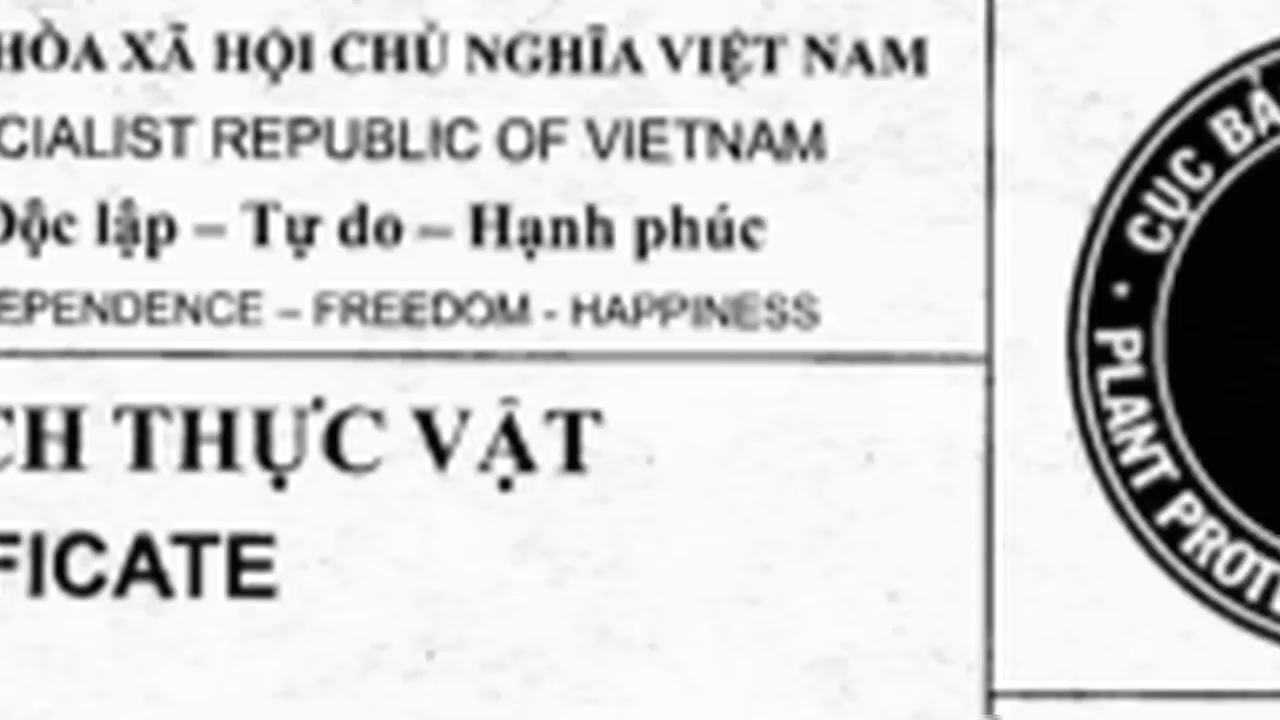 HÒA XÃ HỘI CHỦ NGHĨA VIỆT NAM
CIALIST REPUBLIC OF VIETNAM
Độc lập – Tự do – Hạnh phúc
EPENDENCE – FREEDOM - HAPPINESS
CH THỰC VẬT
FICATE
CỤC BẢ
PLANT PROT